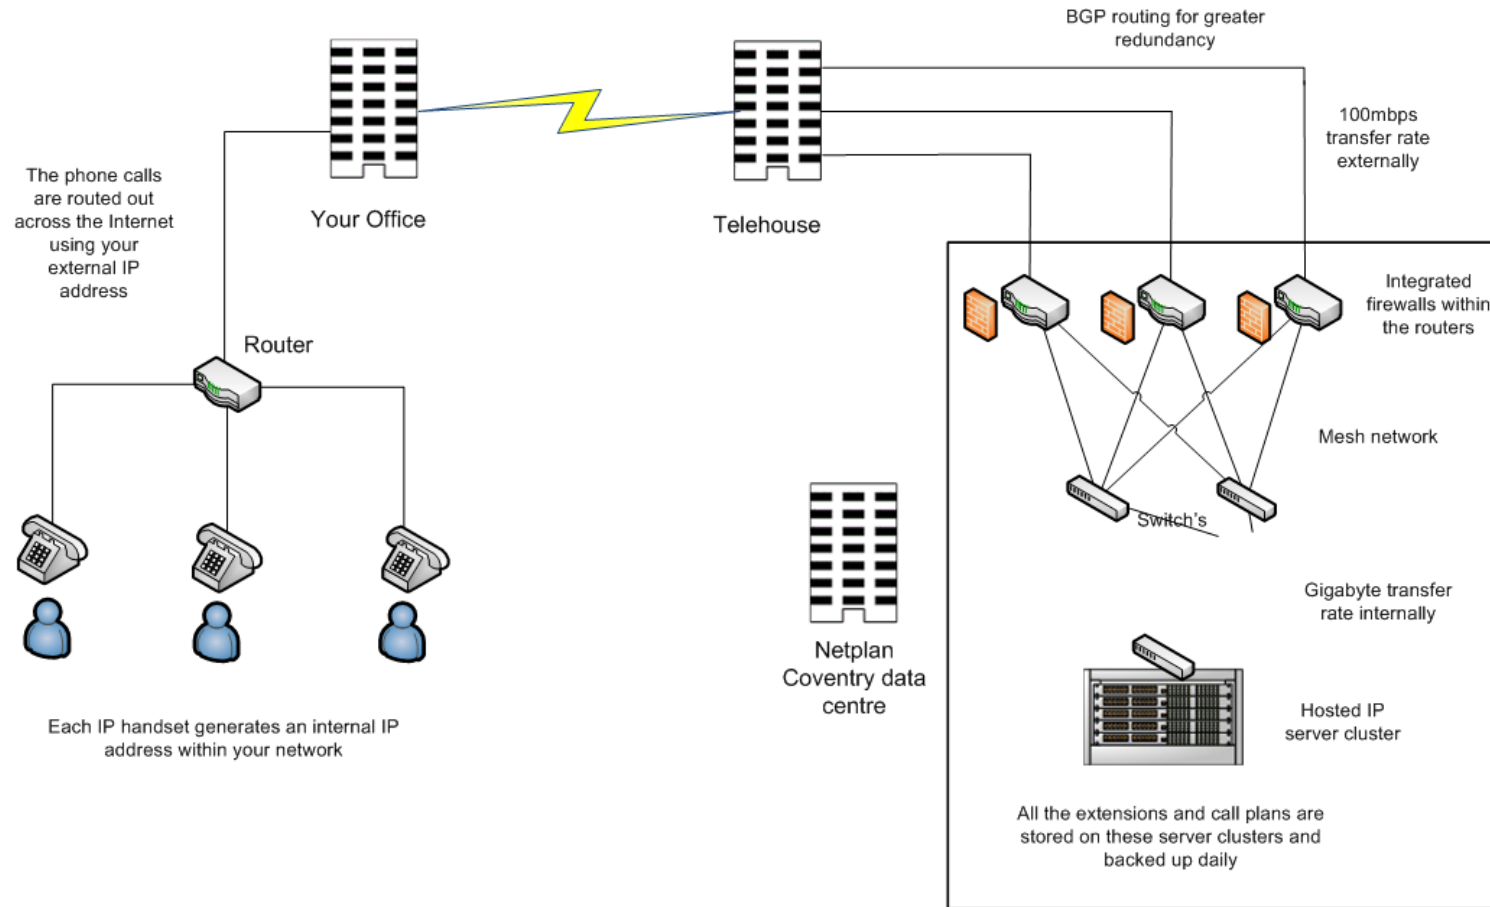 BGP routing for greater
redundancy
100mbps
transfer rate
externally
The phone calls
are routed out
across the Internet
using your
external IP
address
Your Office
Telehouse
Integrated
firewalls within
the routers
Router
Mesh network
Switch's
Gigabyte transfer
rate internally
Netplan
Coventry data
centre
Hosted IP
server cluster
Each IP handset generates an internal IP
address within your network
All the extensions and call plans are
stored on these server clusters and
backed up daily